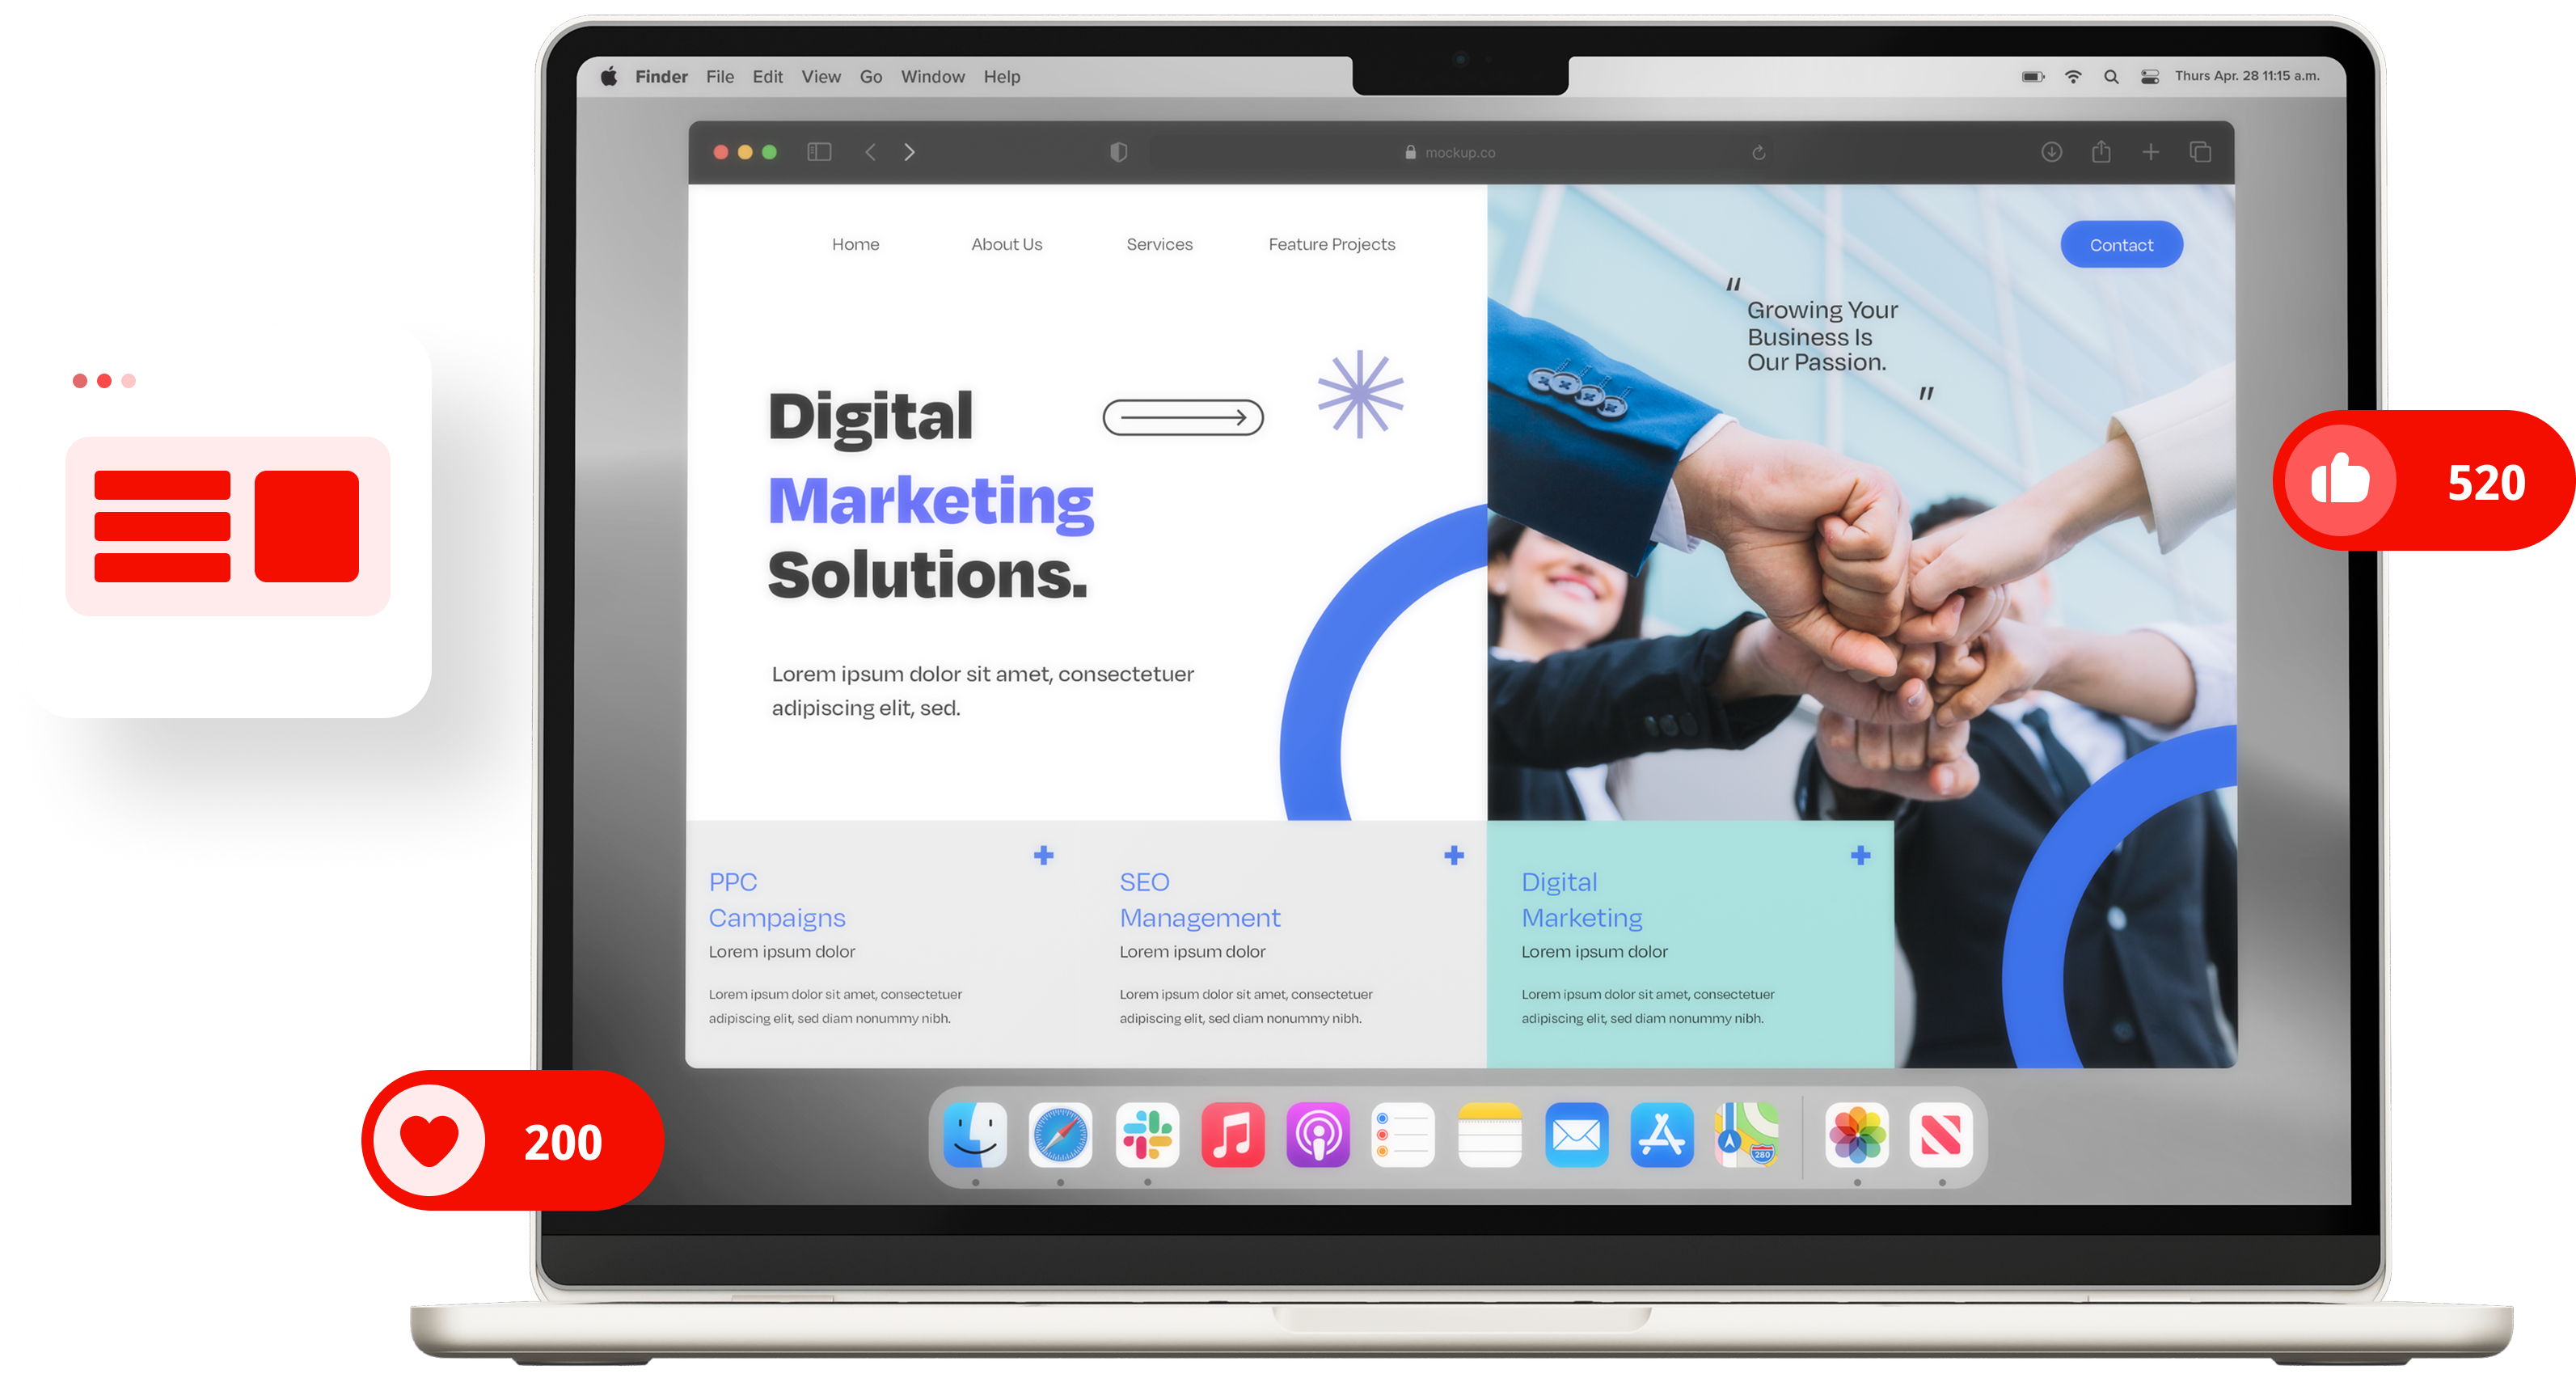 Finder File Edit View Go Window Help
Thurs Apr. 28 11:15 a.m.
mockup.co
Home About Us Services Feature Projects
Contact
"
Growing Your
Business Is
Our Passion.
"
Digital
Marketing
Solutions.
Lorem ipsum dolor sit amet, consectetuer
adipiscing elit, sed.
520
PPC
Campaigns
Lorem ipsum dolor
Lorem ipsum dolor sit amet, consectetuer
adipiscing elit, sed diam nonummy nibh.
SEO
Management
Lorem ipsum dolor
Lorem ipsum dolor sit amet, consectetuer
adipiscing elit, sed diam nonummy nibh.
Digital
Marketing
Lorem ipsum dolor
Lorem ipsum dolor sit amet, consectetuer
adipiscing elit, sed diam nonummy nibh.
200
280